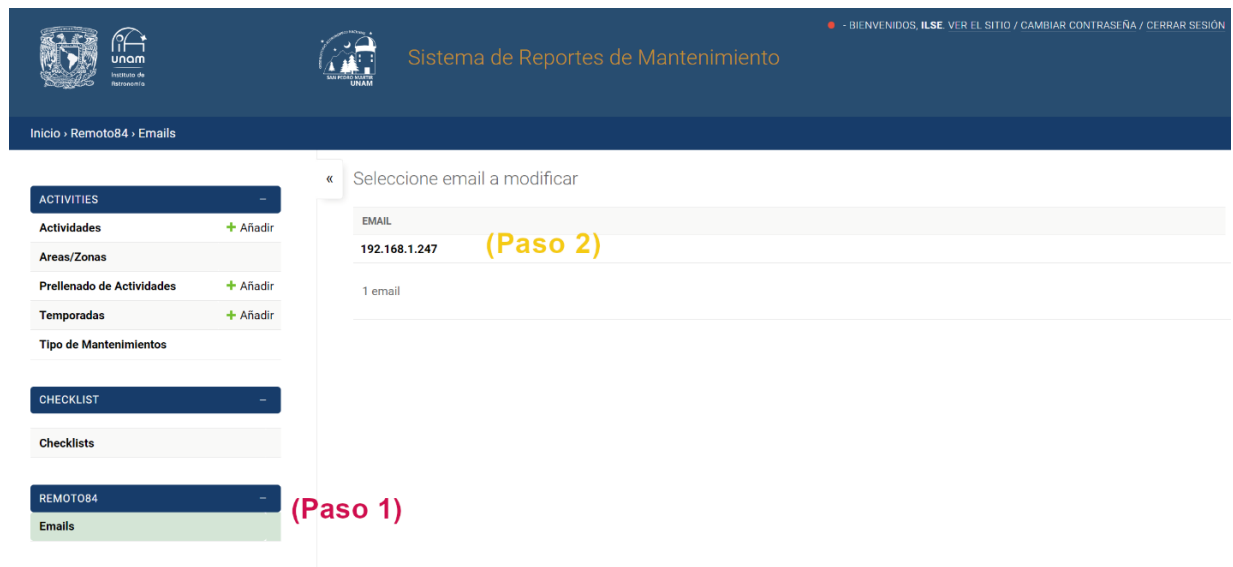 unam
Instituto de
Astronomía
SAN PEDRO MARTIR
UNAM
Sistema de Reportes de Mantenimiento
- BIENVENIDOS, ILSE. VER EL SITIO / CAMBIAR CONTRASEÑA / CERRAR SESIÓN
Inicio › Remoto84 › Emails
ACTIVITIES −
Actividades + Añadir
Areas/Zonas
Prellenado de Actividades + Añadir
Temporadas + Añadir
Tipo de Mantenimientos
CHECKLIST −
Checklists
REMOTO84 −
Emails
(Paso 1)
«
Seleccione email a modificar
EMAIL
192.168.1.247 (Paso 2)
1 email